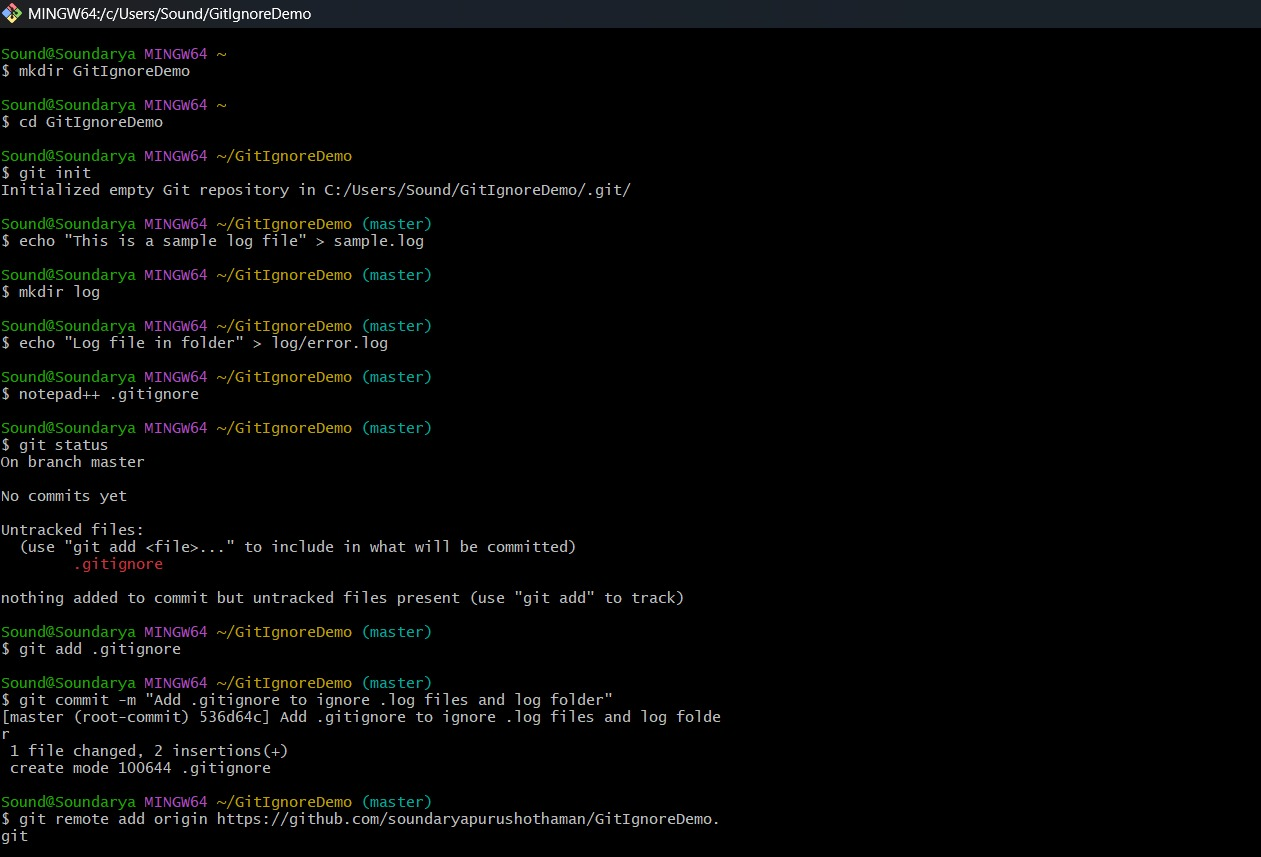 MINGW64:/c/Users/Sound/GitIgnoreDemo
Sound@Soundarya MINGW64 ~
$ mkdir GitIgnoreDemo
Sound@Soundarya MINGW64 ~
$ cd GitIgnoreDemo
Sound@Soundarya MINGW64 ~/GitIgnoreDemo
$ git init
Initialized empty Git repository in C:/Users/Sound/GitIgnoreDemo/.git/
Sound@Soundarya MINGW64 ~/GitIgnoreDemo (master)
$ echo "This is a sample log file" > sample.log
Sound@Soundarya MINGW64 ~/GitIgnoreDemo (master)
$ mkdir log
Sound@Soundarya MINGW64 ~/GitIgnoreDemo (master)
$ echo "Log file in folder" > log/error.log
Sound@Soundarya MINGW64 ~/GitIgnoreDemo (master)
$ notepad++ .gitignore
Sound@Soundarya MINGW64 ~/GitIgnoreDemo (master)
$ git status
On branch master
No commits yet
Untracked files:
  (use "git add <file>..." to include in what will be committed)
        .gitignore
nothing added to commit but untracked files present (use "git add" to track)
Sound@Soundarya MINGW64 ~/GitIgnoreDemo (master)
$ git add .gitignore
Sound@Soundarya MINGW64 ~/GitIgnoreDemo (master)
$ git commit -m "Add .gitignore to ignore .log files and log folder"
[master (root-commit) 536d64c] Add .gitignore to ignore .log files and log folde
r
 1 file changed, 2 insertions(+)
 create mode 100644 .gitignore
Sound@Soundarya MINGW64 ~/GitIgnoreDemo (master)
$ git remote add origin https://github.com/soundaryapurushothaman/GitIgnoreDemo.
git